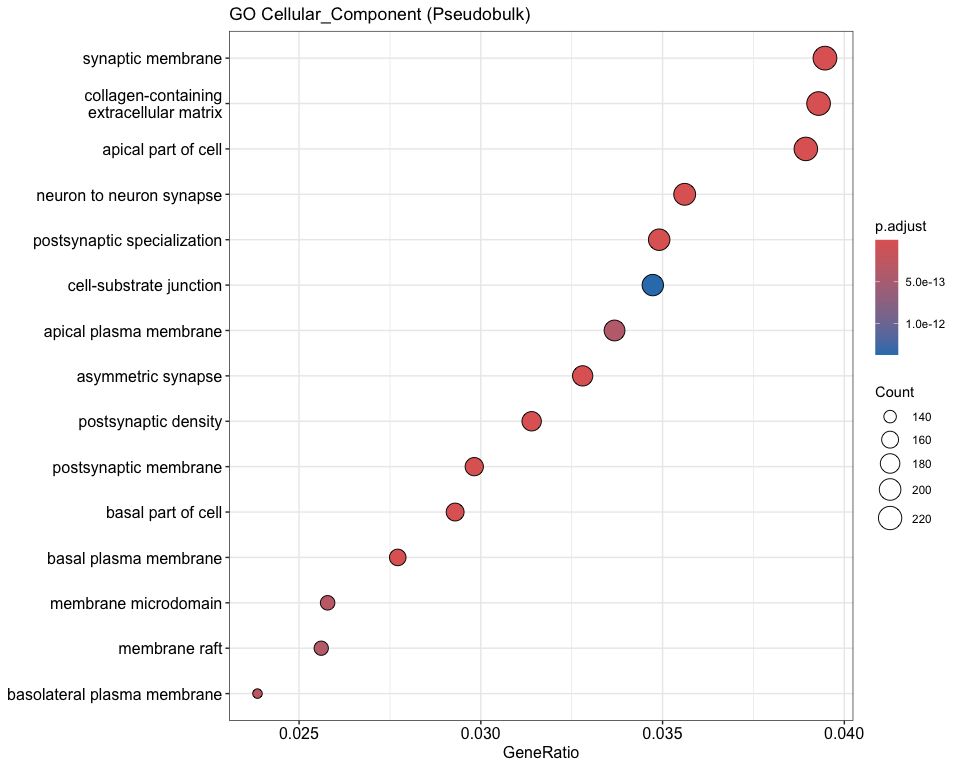 GO Cellular_Component (Pseudobulk)
synaptic membrane
collagen-containing
extracellular matrix
apical part of cell
neuron to neuron synapse
postsynaptic specialization
cell-substrate junction
apical plasma membrane
asymmetric synapse
postsynaptic density
postsynaptic membrane
basal part of cell
basal plasma membrane
membrane microdomain
membrane raft
basolateral plasma membrane
0.025 0.030 0.035 0.040
GeneRatio
p.adjust
5.0e-13
1.0e-12
Count
140
160
180
200
220